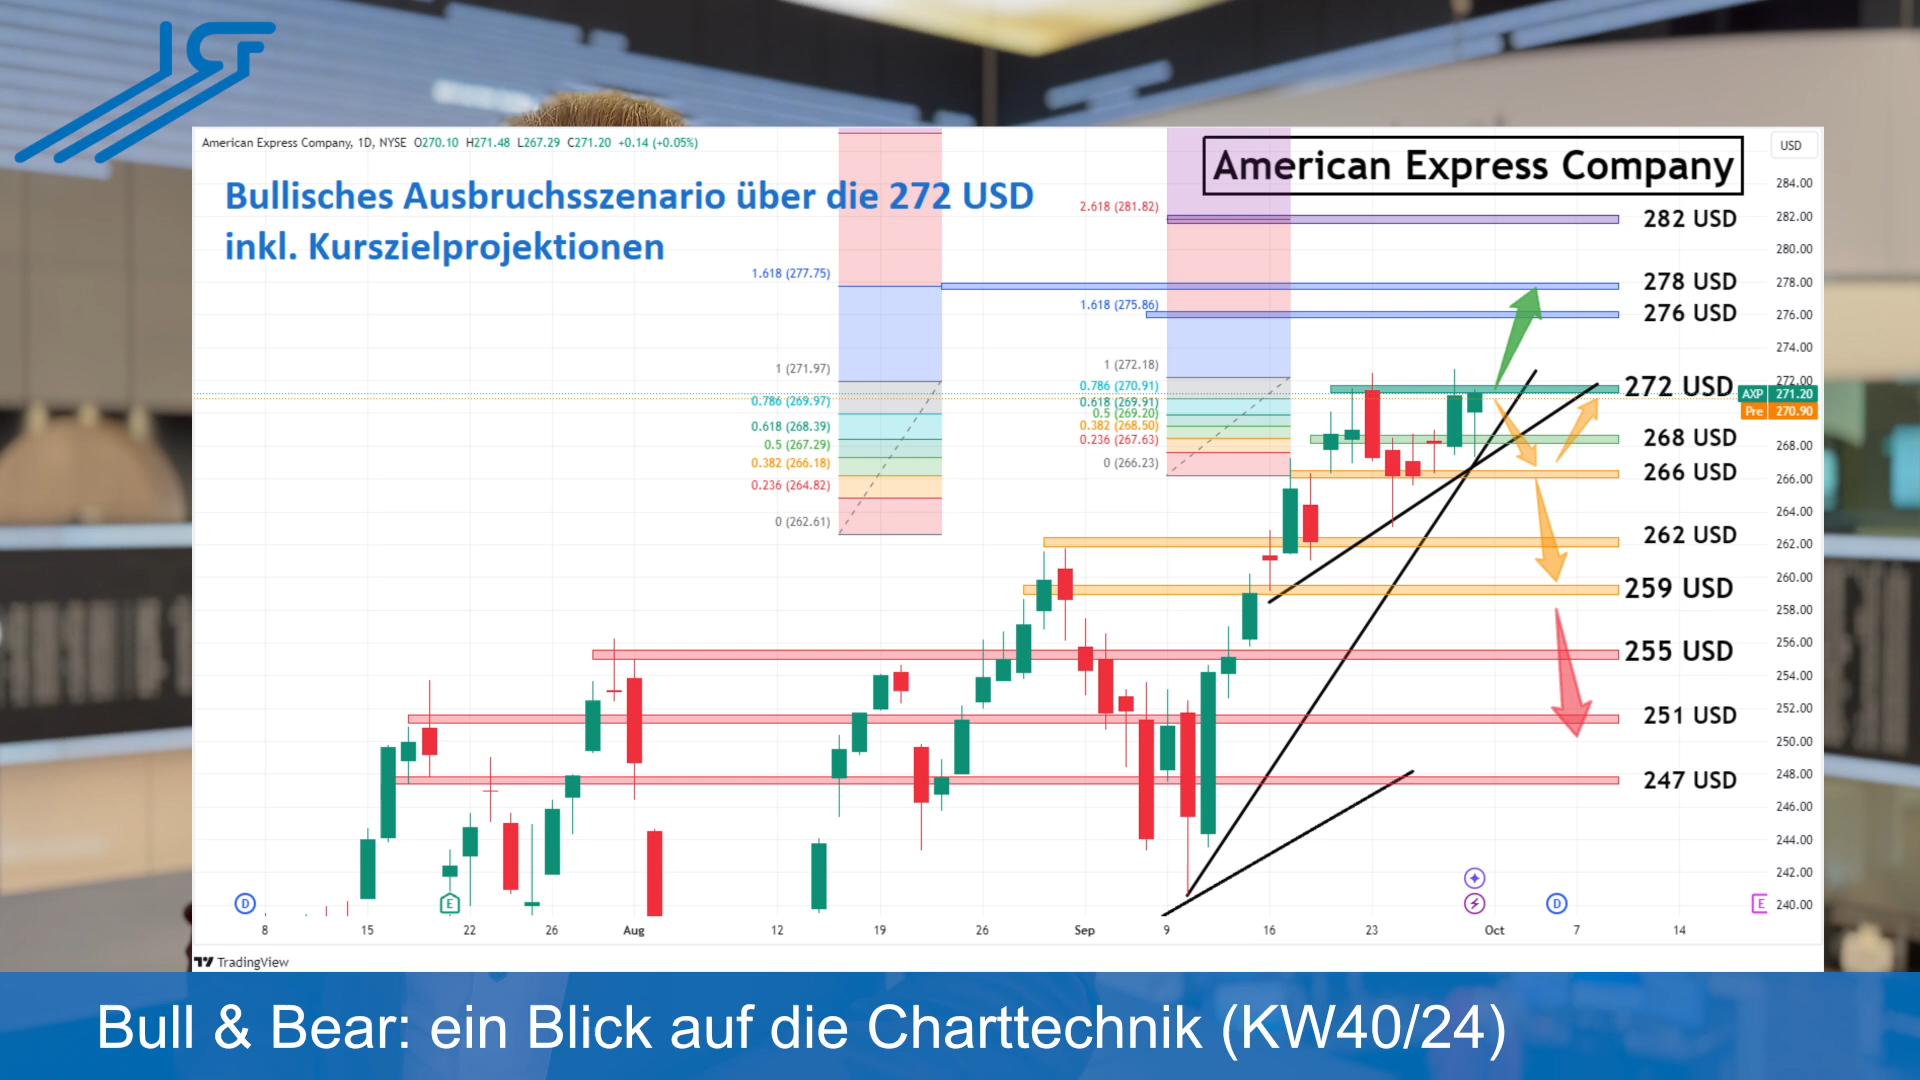 American Express Company, 1D, NYSE O270.10 H271.48 L267.29 C271.20 +0.14 (+0.05%)
USD
American Express Company
Bullisches Ausbruchsszenario über die 272 USD
inkl. Kurszielprojektionen
2.618 (281.82)
1.618 (277.75)
1.618 (275.86)
1 (271.97)
0.786 (269.97)
0.618 (268.39)
0.5 (267.29)
0.382 (266.18)
0.236 (264.82)
0 (262.61)
1 (272.18)
0.786 (270.91)
0.618 (269.91)
0.5 (269.20)
0.382 (268.50)
0.236 (267.63)
0 (266.23)
282 USD
278 USD
276 USD
272 USD
268 USD
266 USD
262 USD
259 USD
255 USD
251 USD
247 USD
284.00
282.00
280.00
278.00
276.00
274.00
272.00
AXP 271.20
Pre 270.90
268.00
266.00
264.00
262.00
260.00
258.00
256.00
254.00
252.00
250.00
248.00
246.00
244.00
242.00
240.00
D
E
D
E
8 15 22 26 Aug 12 19 26 Sep 9 16 23 Oct 7 14
TradingView
Bull & Bear: ein Blick auf die Charttechnik (KW40/24)